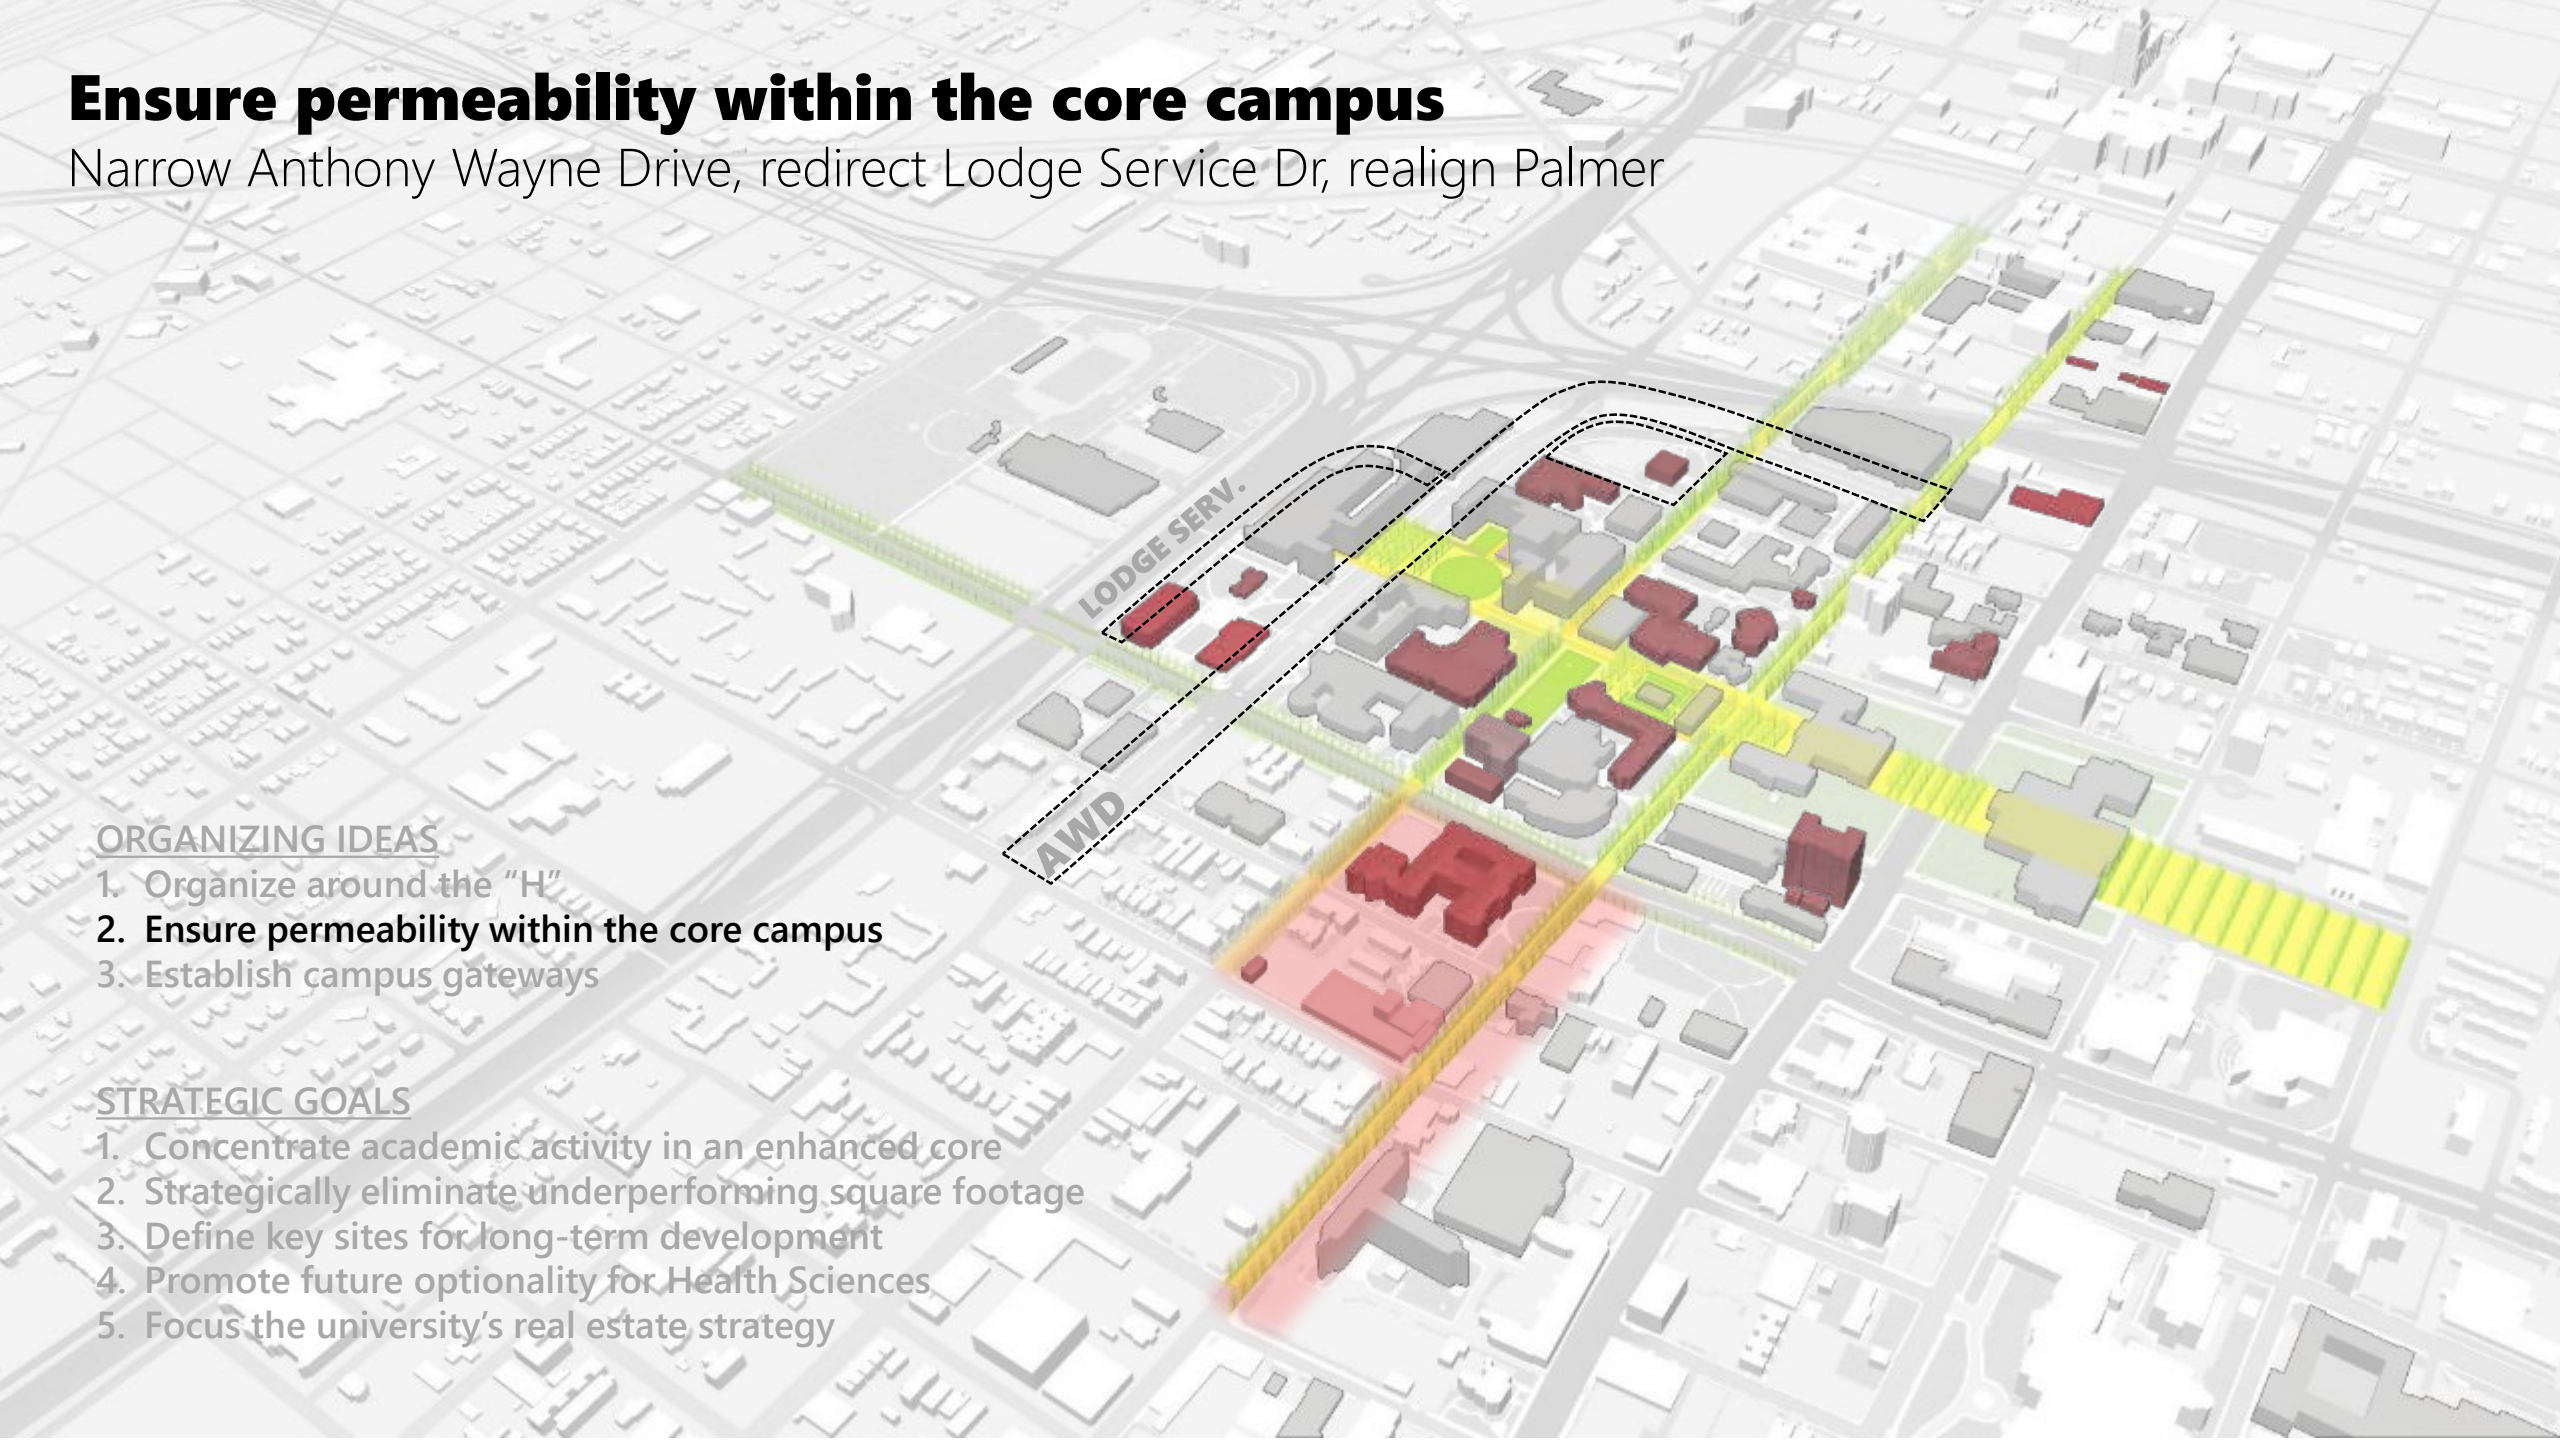 Ensure permeability within the core campus
Narrow Anthony Wayne Drive, redirect Lodge Service Dr, realign Palmer
LODGE SERV.
AWD
ORGANIZING IDEAS
1. Organize around the “H”
2. Ensure permeability within the core campus
3. Establish campus gateways
STRATEGIC GOALS
1. Concentrate academic activity in an enhanced core
2. Strategically eliminate underperforming square footage
3. Define key sites for long-term development
4. Promote future optionality for Health Sciences
5. Focus the university’s real estate strategy